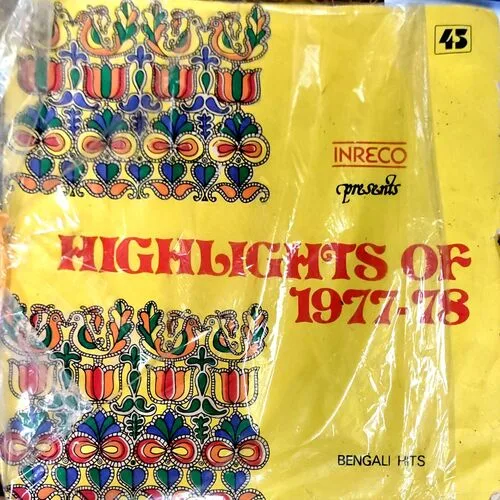 45
INRECO
presents
HIGHLIGHTS OF
1977-78
BENGALI HITS